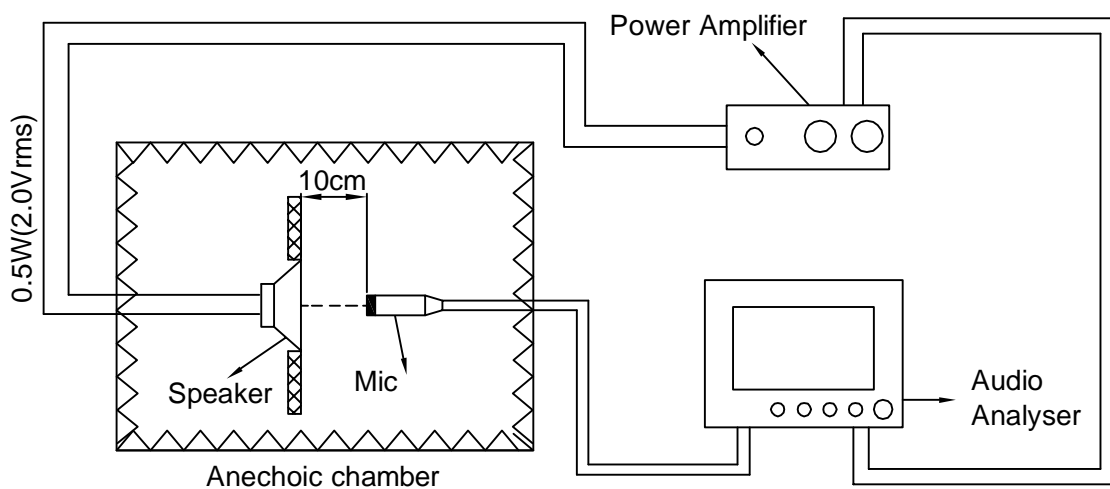 Power Amplifier
0.5W(2.0Vrms)
10cm
Speaker
Mic
Audio
Analyser
Anechoic chamber